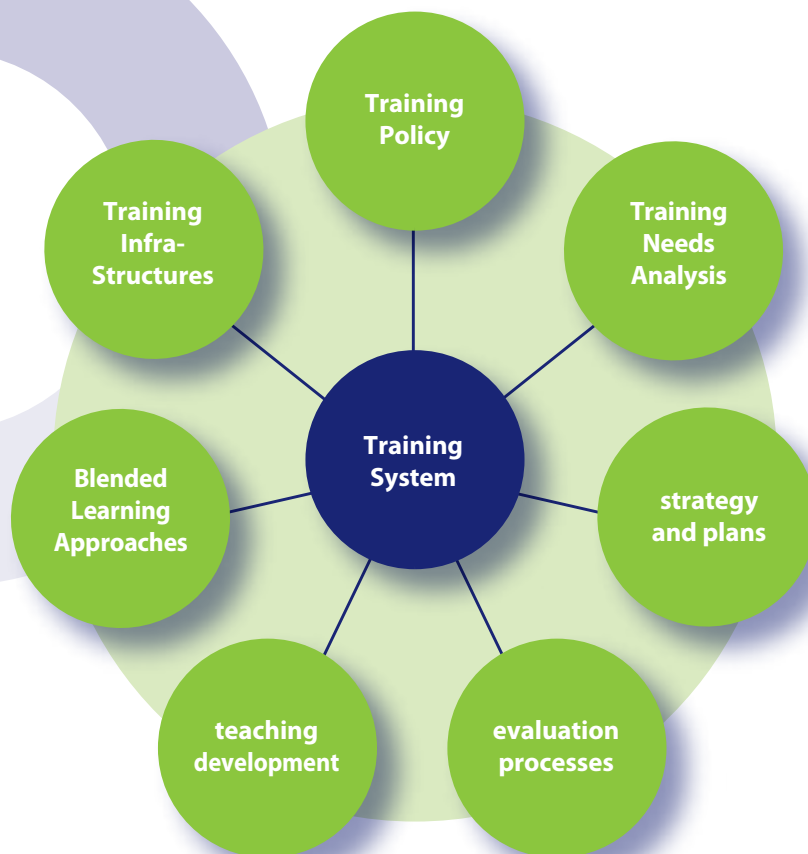 Training
Policy
Training
Infra-
Structures
Training
Needs
Analysis
Training
System
Blended
Learning
Approaches
strategy
and plans
teaching
development
evaluation
processes